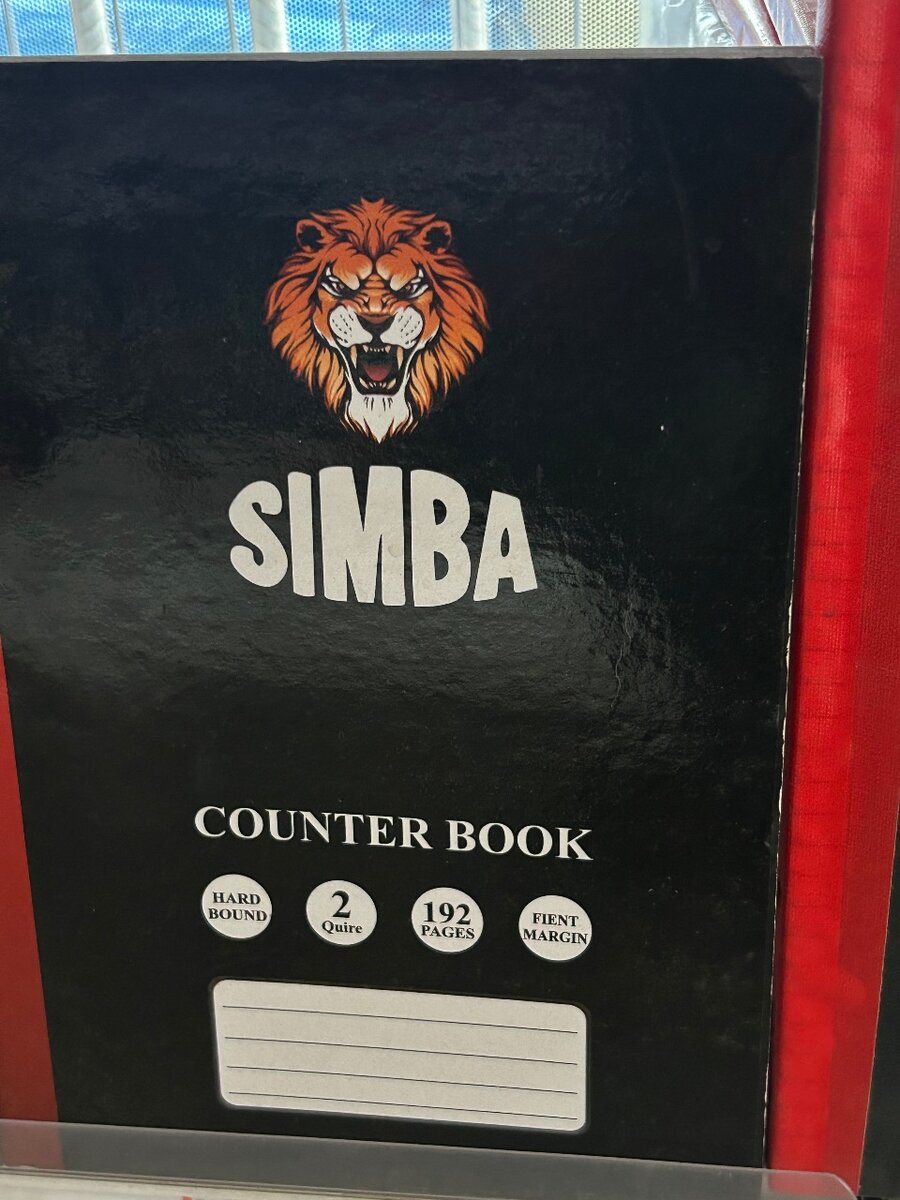 SIMBA
COUNTER BOOK
HARD
BOUND
2
Quire
192
PAGES
FIENT
MARGIN